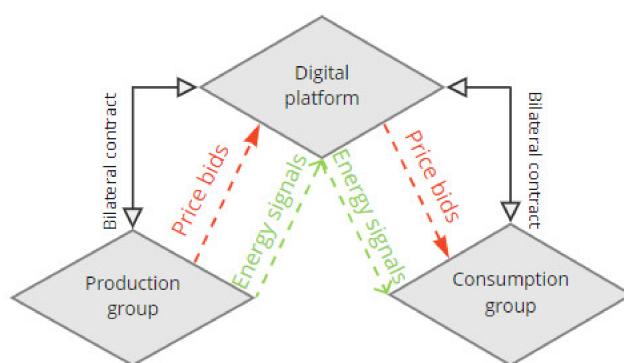 Digital
platform
Bilateral contract
Price bids
Energy signals
Energy signals
Price bids
Bilateral contract
Production
group
Consumption
group